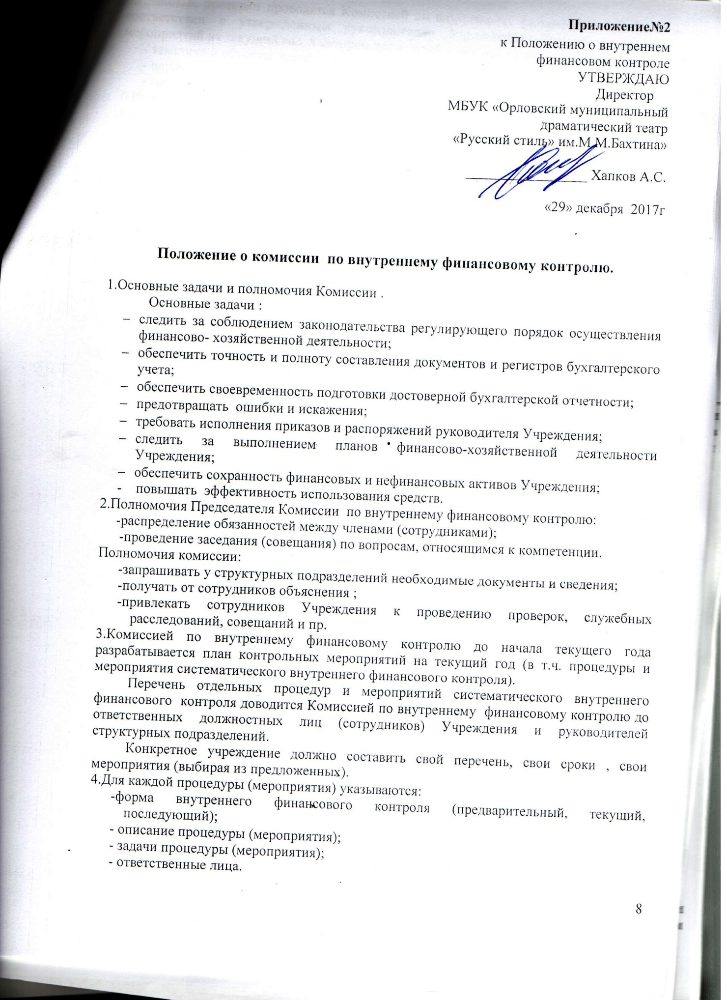 Приложение№2
к Положению о внутреннем
финансовом контроле
УТВЕРЖДАЮ
Директор
МБУК «Орловский муниципальный
драматический театр
«Русский стиль» им.М.М.Бахтина»
Хапков А.С.
«29» декабря 2017г
Положение о комиссии по внутреннему финансовому контролю.
1.Основные задачи и полномочия Комиссии .
Основные задачи :
– следить за соблюдением законодательства регулирующего порядок осуществления
финансово- хозяйственной деятельности;
– обеспечить точность и полноту составления документов и регистров бухгалтерского
учета;
– обеспечить своевременность подготовки достоверной бухгалтерской отчетности;
– предотвращать ошибки и искажения;
– требовать исполнения приказов и распоряжений руководителя Учреждения;
– следить за выполнением планов финансово-хозяйственной деятельности
Учреждения;
– обеспечить сохранность финансовых и нефинансовых активов Учреждения;
- повышать эффективность использования средств.
2.Полномочия Председателя Комиссии по внутреннему финансовому контролю:
-распределение обязанностей между членами (сотрудниками);
-проведение заседания (совещания) по вопросам, относящимся к компетенции.
Полномочия комиссии:
-запрашивать у структурных подразделений необходимые документы и сведения;
-получать от сотрудников объяснения ;
-привлекать сотрудников Учреждения к проведению проверок, служебных
расследований, совещаний и пр.
3.Комиссией по внутреннему финансовому контролю до начала текущего года
разрабатывается план контрольных мероприятий на текущий год (в т.ч. процедуры и
мероприятия систематического внутреннего финансового контроля).
Перечень отдельных процедур и мероприятий систематического внутреннего
финансового контроля доводится Комиссией по внутреннему финансовому контролю до
ответственных должностных лиц (сотрудников) Учреждения и руководителей
структурных подразделений.
Конкретное учреждение должно составить свой перечень, свои сроки , свои
мероприятия (выбирая из предложенных).
4.Для каждой процедуры (мероприятия) указываются:
-форма внутреннего финансового контроля (предварительный, текущий,
последующий);
- описание процедуры (мероприятия);
- задачи процедуры (мероприятия);
- ответственные лица.
8